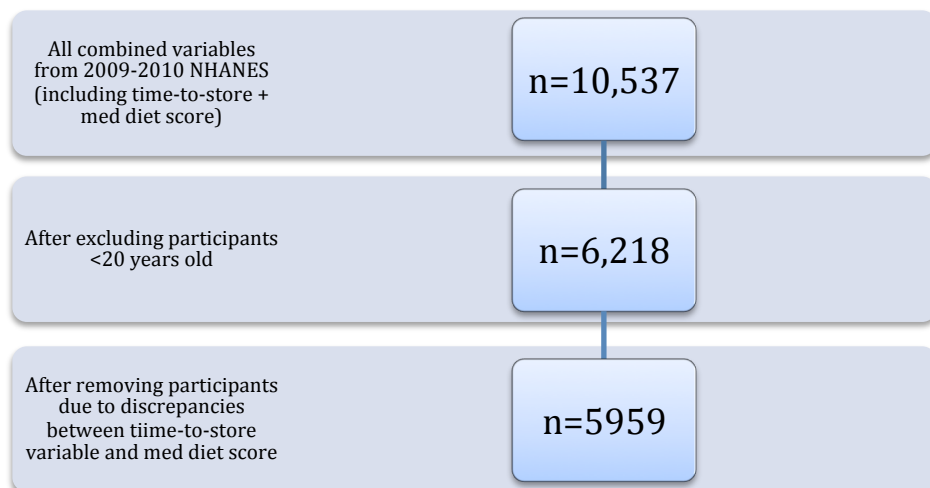 All combined variables
from 2009-2010 NHANES
(including time-to-store +
med diet score)
n=10,537
After excluding participants
<20 years old
n=6,218
After removing participants
due to discrepancies
between tiime-to-store
variable and med diet score
n=5959